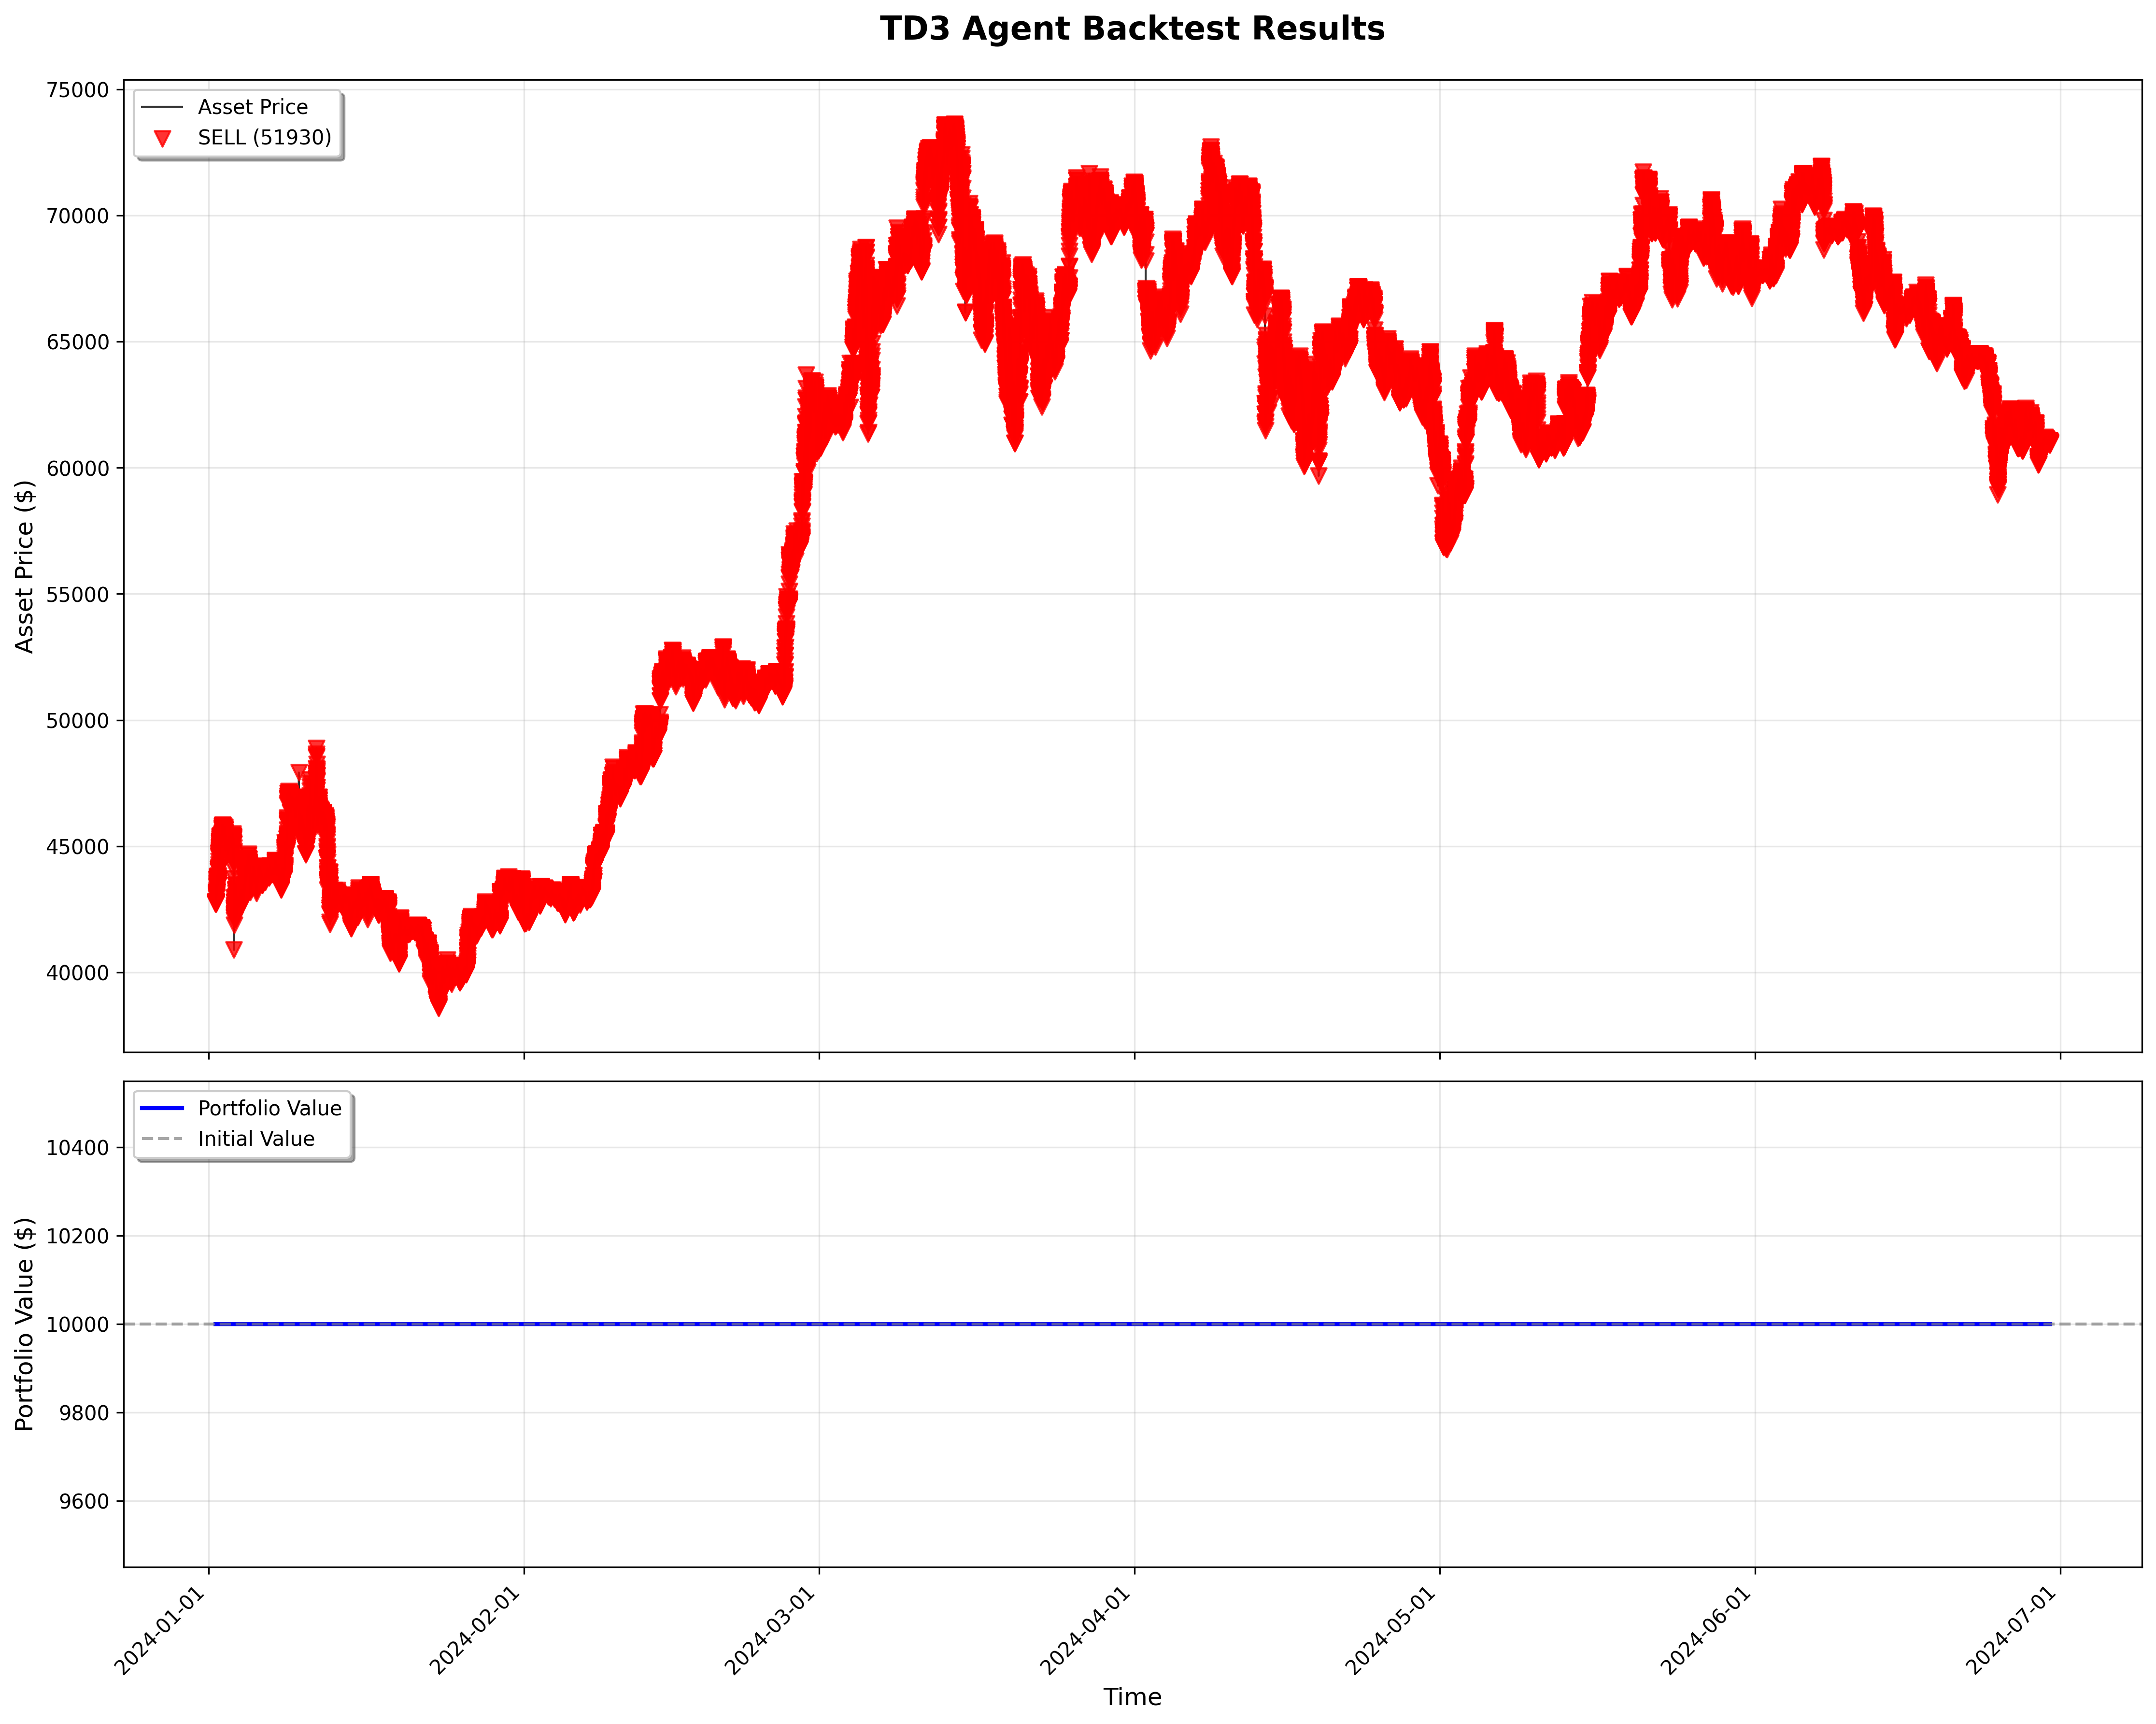 TD3 Agent Backtest Results
Asset Price
SELL (51930)
75000
70000
65000
60000
55000
50000
45000
40000
Asset Price ($)
Portfolio Value
Initial Value
10400
10200
10000
9800
9600
Portfolio Value ($)
2024-01-01
2024-02-01
2024-03-01
2024-04-01
2024-05-01
2024-06-01
2024-07-01
Time